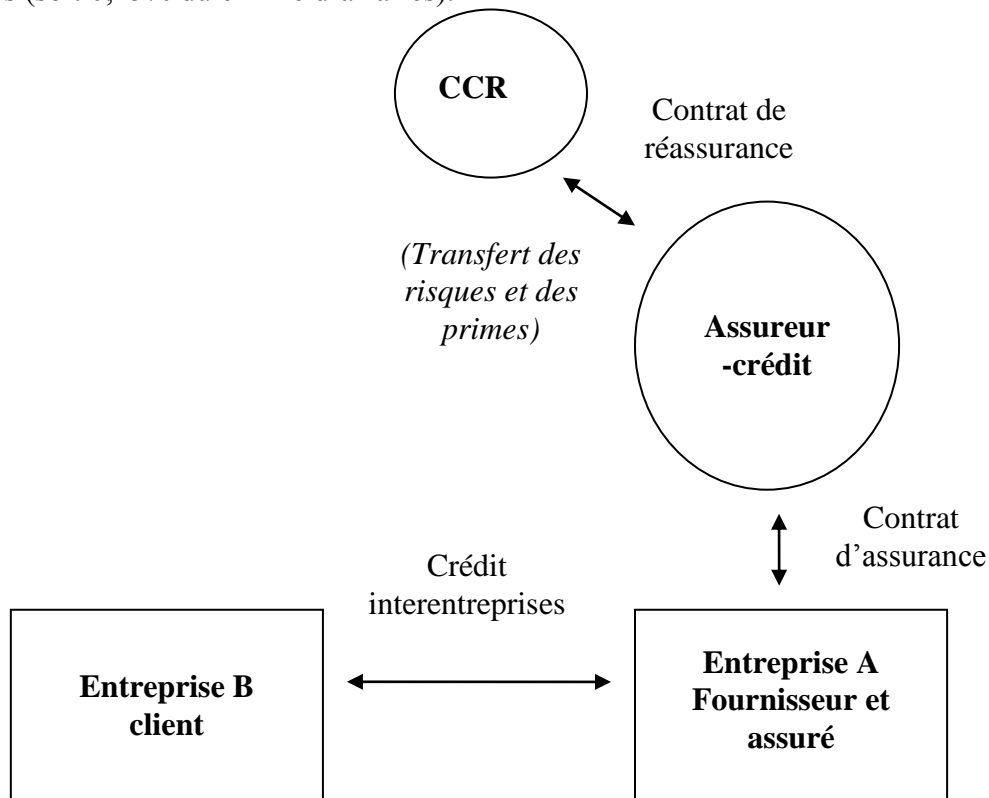 CCR
Contrat de
réassurance
(Transfert des
risques et des
primes)
Assureur
-crédit
Contrat
d’assurance
Crédit
interentreprises
Entreprise B
client
Entreprise A
Fournisseur et
assuré